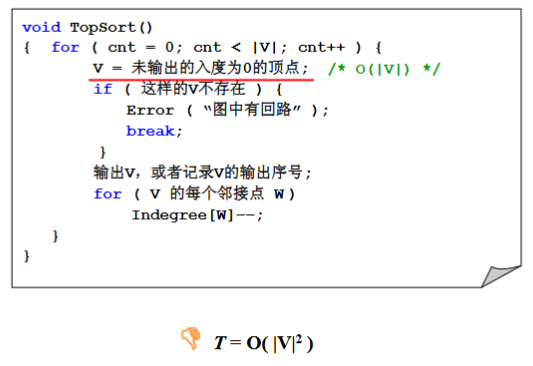 void TopSort()
{ for ( cnt = 0; cnt < |V|; cnt++ ) {
V = 未输出的入度为0的顶点; /* O(|V|) */
if ( 这样的V不存在 ) {
Error ( “图中有回路” );
break;
}
输出V，或者记录V的输出序号;
for ( V 的每个邻接点 W )
Indegree[W]--;
}
}
T = O( |V|² )